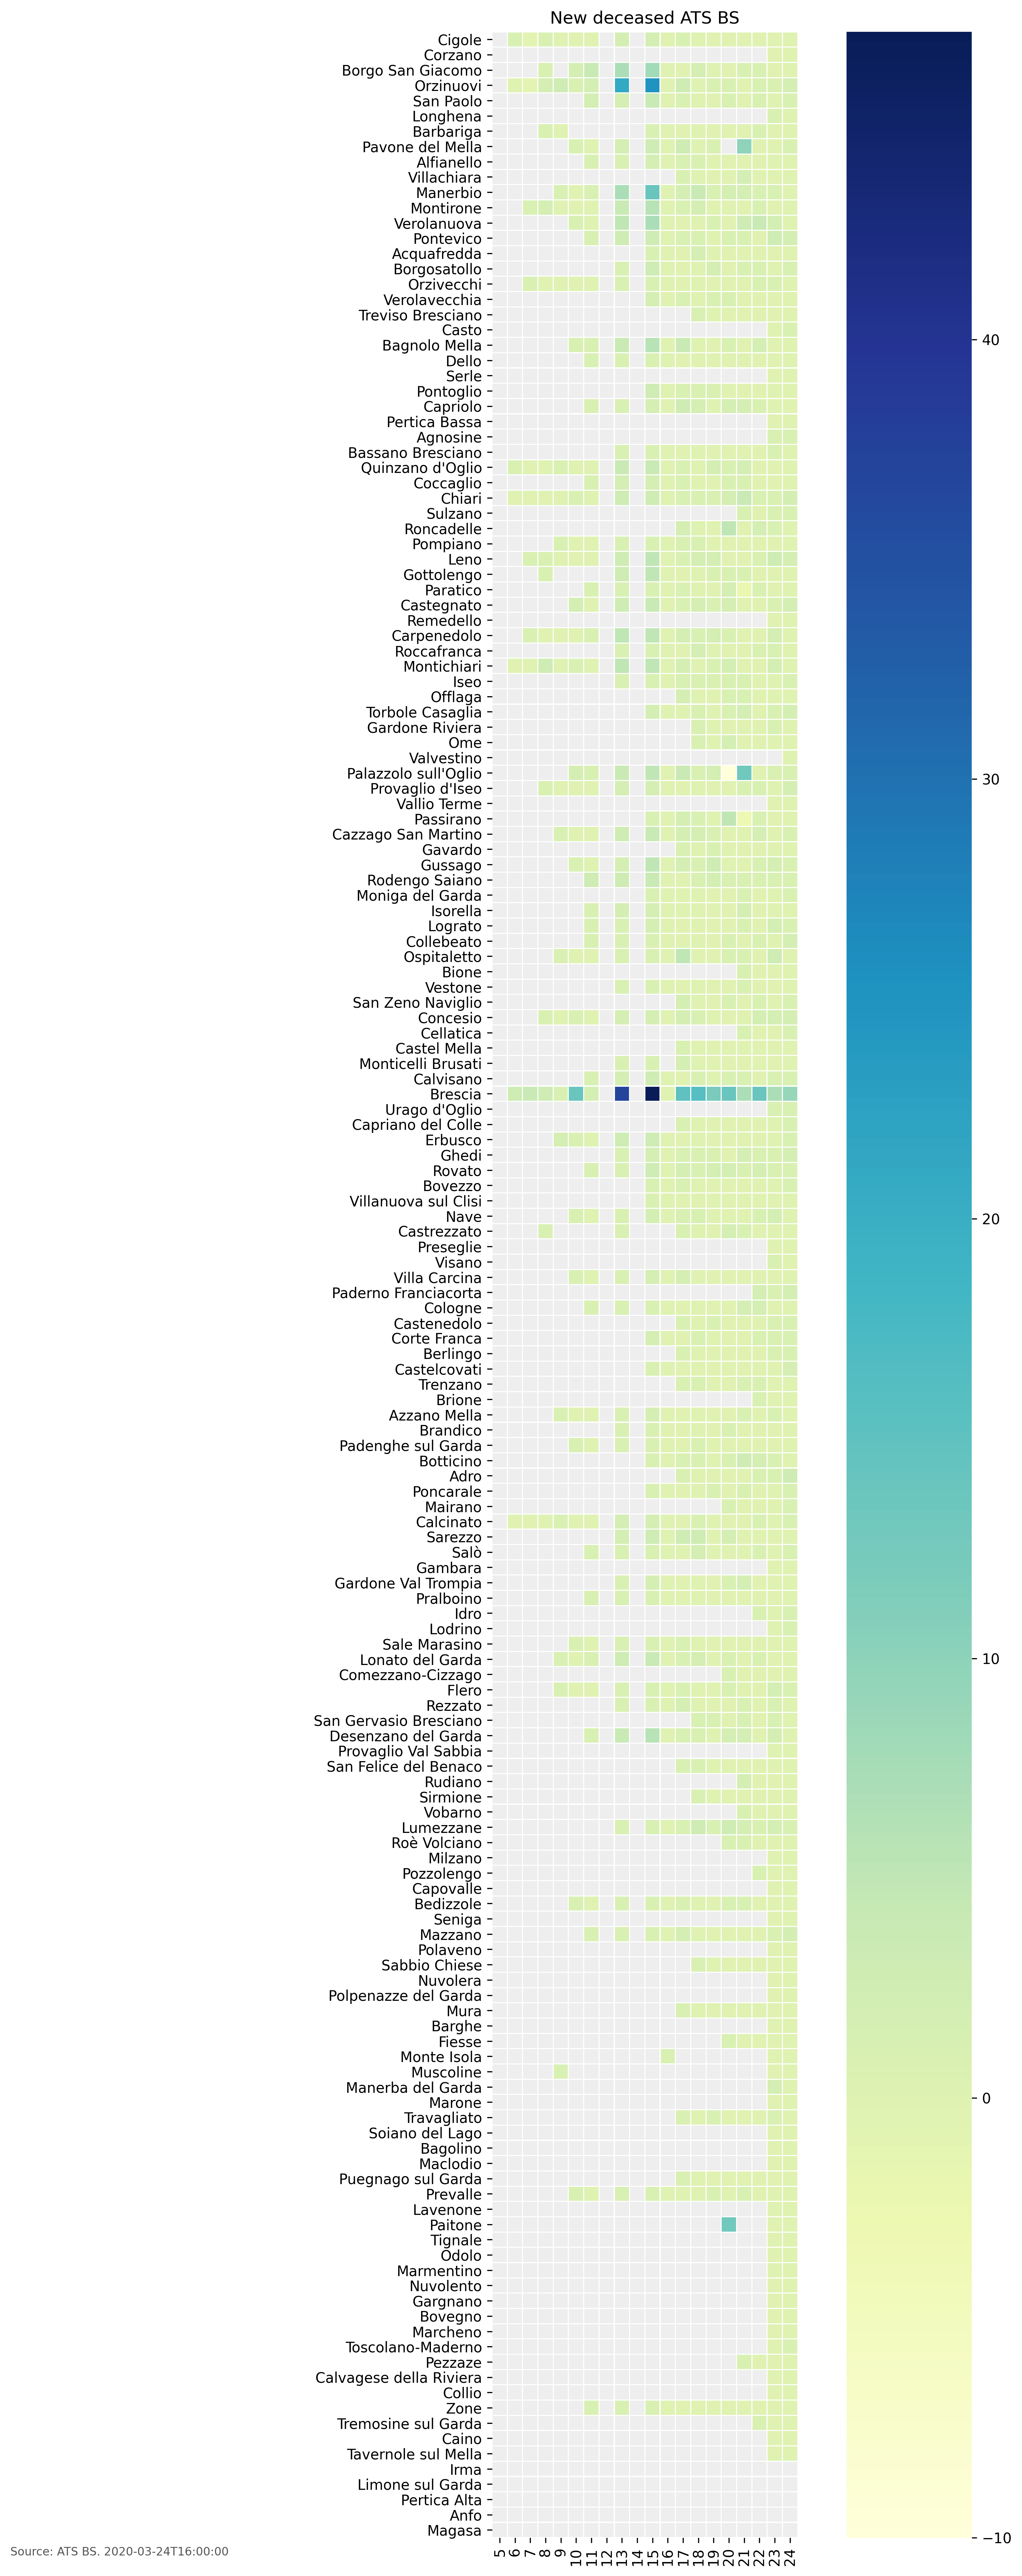 New deceased ATS BS
Cigole
Corzano
Borgo San Giacomo
Orzinuovi
San Paolo
Longhena
Barbariga
Pavone del Mella
Alfianello
Villachiara
Manerbio
Montirone
Verolanuova
Pontevico
Acquafredda
Borgosatollo
Orzivecchi
Verolavecchia
Treviso Bresciano
Casto
Bagnolo Mella
Dello
Serle
Pontoglio
Capriolo
Pertica Bassa
Agnosine
Bassano Bresciano
Quinzano d'Oglio
Coccaglio
Chiari
Sulzano
Roncadelle
Pompiano
Leno
Gottolengo
Paratico
Castegnato
Remedello
Carpenedolo
Roccafranca
Montichiari
Iseo
Offlaga
Torbole Casaglia
Gardone Riviera
Ome
Valvestino
Palazzolo sull'Oglio
Provaglio d'Iseo
Vallio Terme
Passirano
Cazzago San Martino
Gavardo
Gussago
Rodengo Saiano
Moniga del Garda
Isorella
Lograto
Collebeato
Ospitaletto
Bione
Vestone
San Zeno Naviglio
Concesio
Cellatica
Castel Mella
Monticelli Brusati
Calvisano
Brescia
Urago d'Oglio
Capriano del Colle
Erbusco
Ghedi
Rovato
Bovezzo
Villanuova sul Clisi
Nave
Castrezzato
Preseglie
Visano
Villa Carcina
Paderno Franciacorta
Cologne
Castenedolo
Corte Franca
Berlingo
Castelcovati
Trenzano
Brione
Azzano Mella
Brandico
Padenghe sul Garda
Botticino
Adro
Poncarale
Mairano
Calcinato
Sarezzo
Salò
Gambara
Gardone Val Trompia
Pralboino
Idro
Lodrino
Sale Marasino
Lonato del Garda
Comezzano-Cizzago
Flero
Rezzato
San Gervasio Bresciano
Desenzano del Garda
Provaglio Val Sabbia
San Felice del Benaco
Rudiano
Sirmione
Vobarno
Lumezzane
Roè Volciano
Milzano
Pozzolengo
Capovalle
Bedizzole
Seniga
Mazzano
Polaveno
Sabbio Chiese
Nuvolera
Polpenazze del Garda
Mura
Barghe
Fiesse
Monte Isola
Muscoline
Manerba del Garda
Marone
Travagliato
Soiano del Lago
Bagolino
Maclodio
Puegnago sul Garda
Prevalle
Lavenone
Paitone
Tignale
Odolo
Marmentino
Nuvolento
Gargnano
Bovegno
Marcheno
Toscolano-Maderno
Pezzaze
Calvagese della Riviera
Collio
Zone
Tremosine sul Garda
Caino
Tavernole sul Mella
Irma
Limone sul Garda
Pertica Alta
Anfo
Magasa
5 6 7 8 9 10 11 12 13 14 15 16 17 18 19 20 21 22 23 24
40
30
20
10
0
−10
Source: ATS BS. 2020-03-24T16:00:00